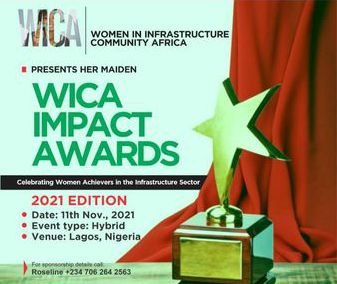 WICA
WOMEN IN INFRASTRUCTURE
COMMUNITY AFRICA
PRESENTS HER MAIDEN
WICA
IMPACT
AWARDS
Celebrating Women Achievers in the Infrastructure Sector
2021 EDITION
Date: 11th Nov., 2021
Event type: Hybrid
Venue: Lagos, Nigeria
For sponsorship details call:
Roseline +234 706 264 2563